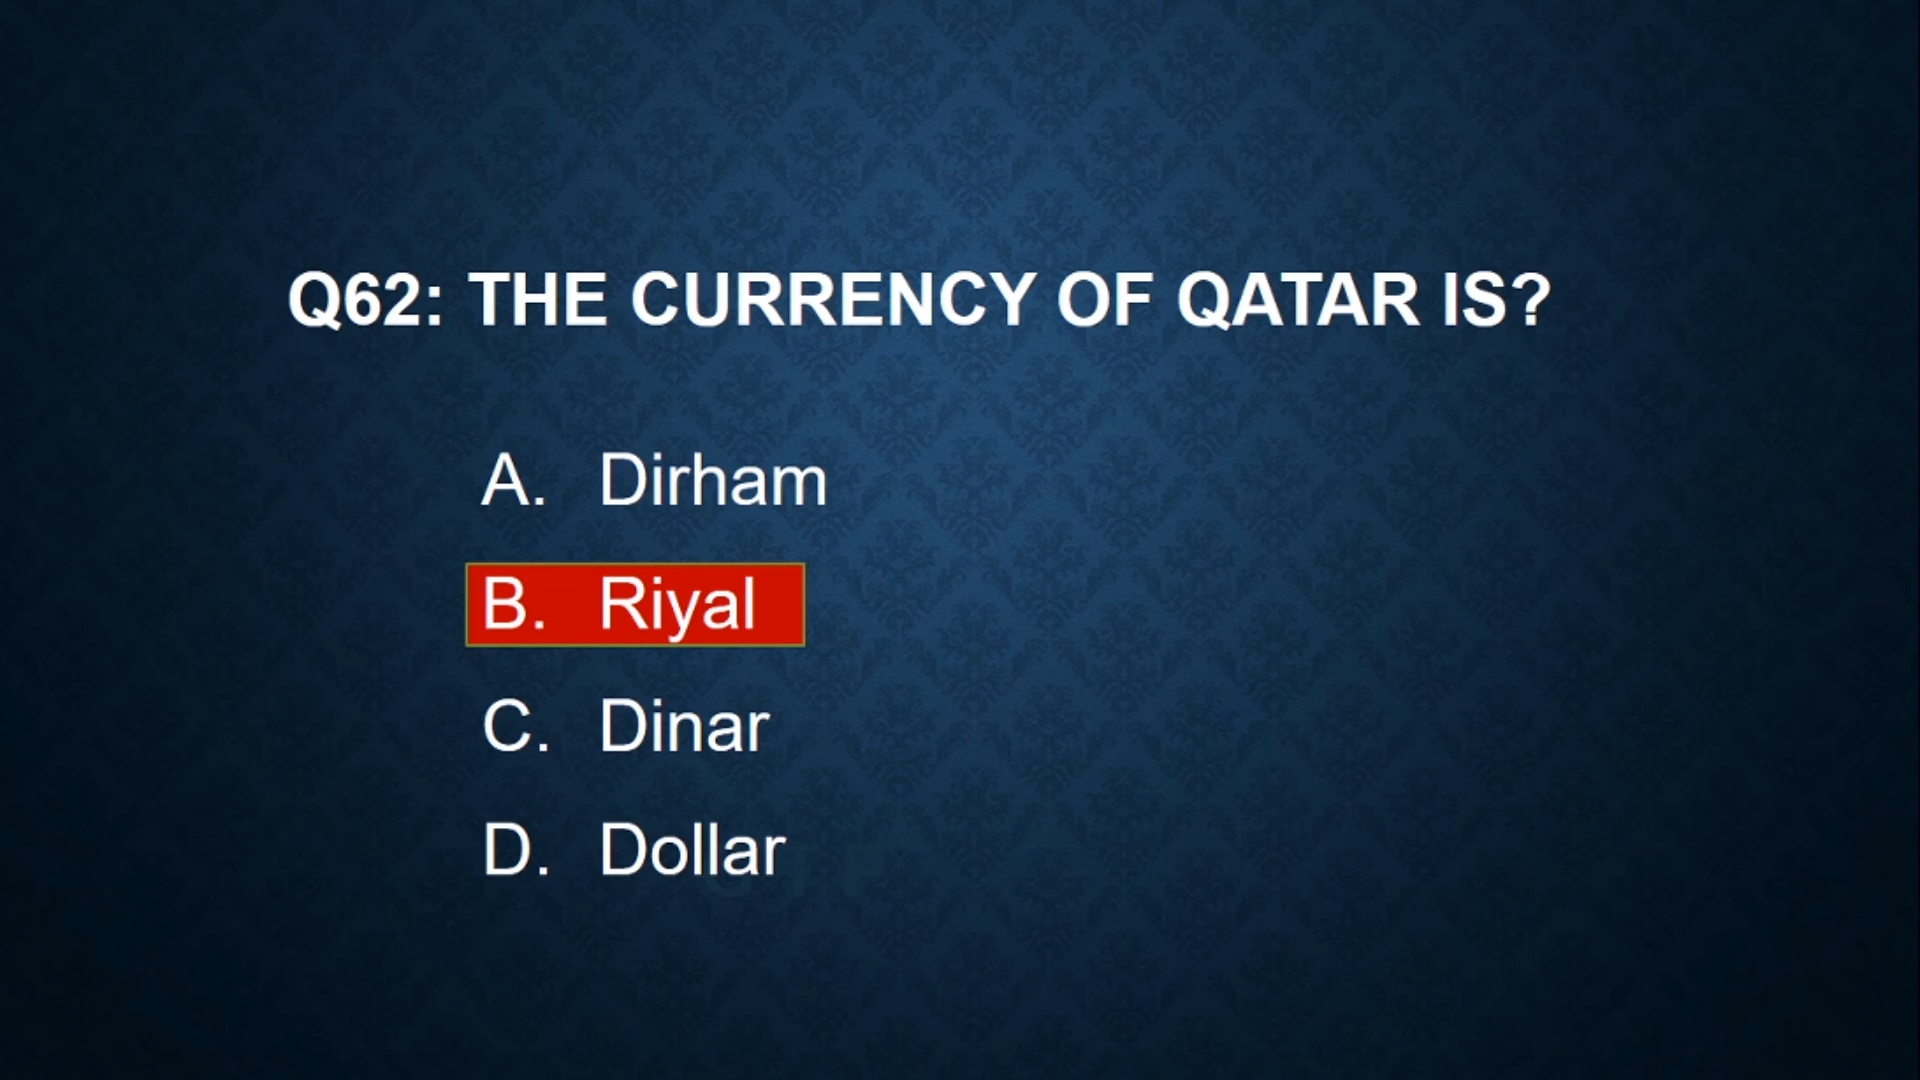 Q62: THE CURRENCY OF QATAR IS?
A. Dirham
B. Riyal
C. Dinar
D. Dollar